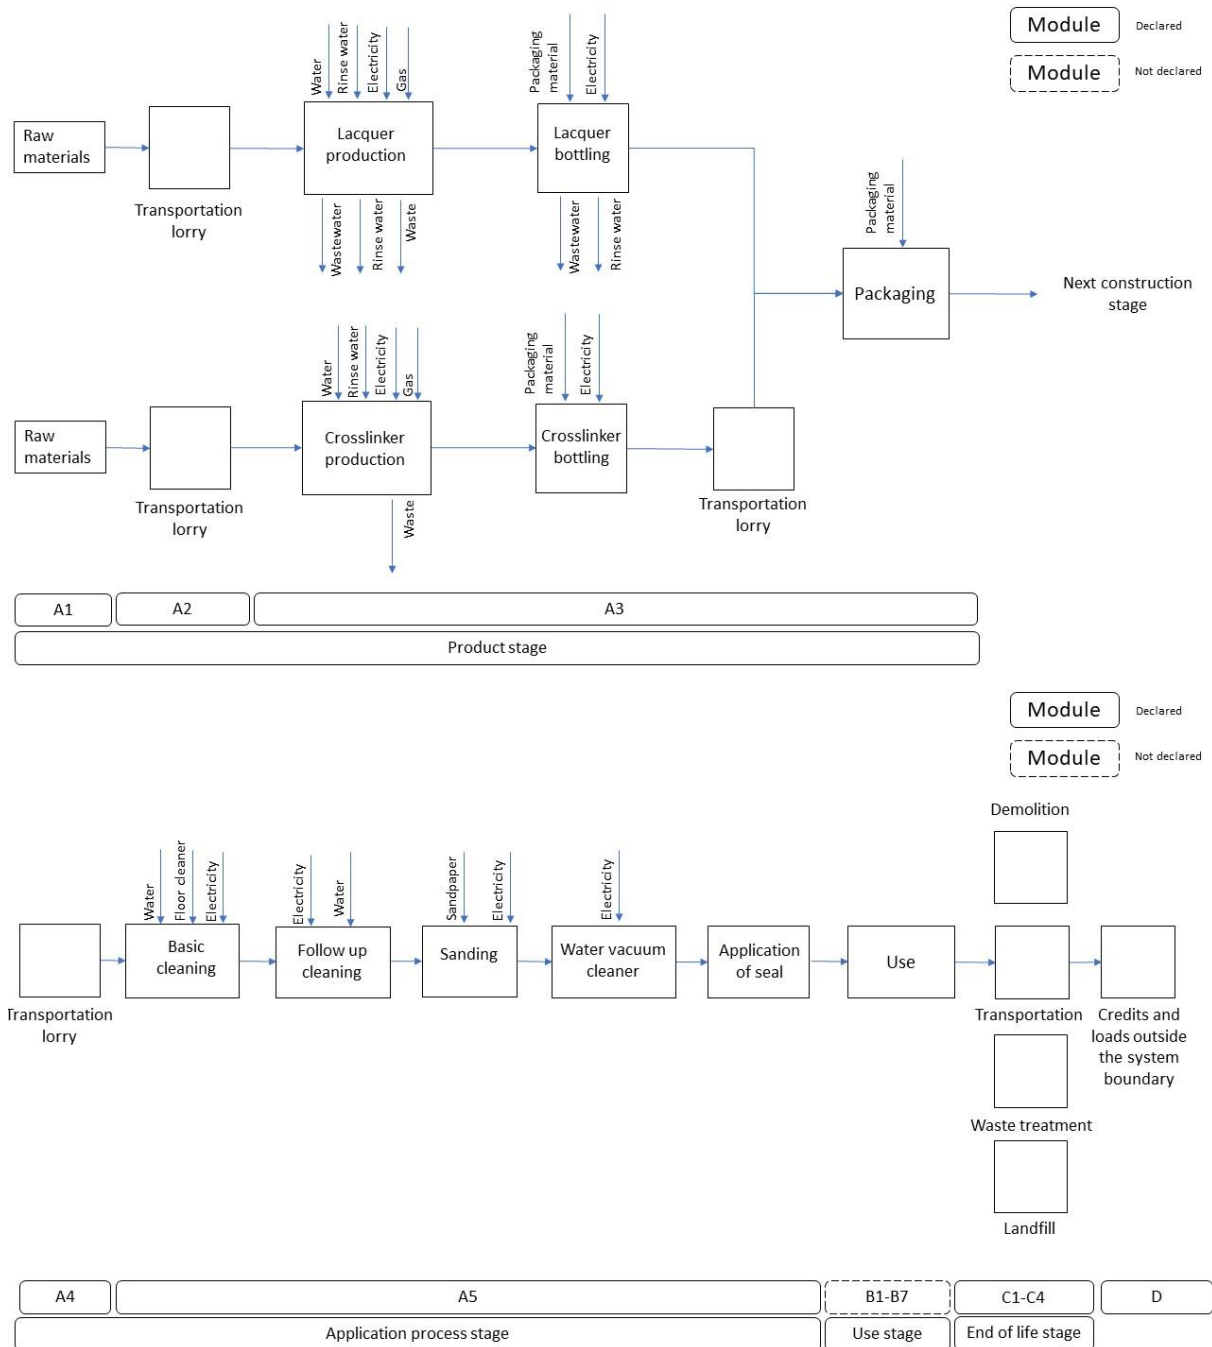 Module
Declared
Module
Not declared
Water
Rinse water
Electricity
Gas
Packaging
material
Electricity
Raw
materials
Transportation
lorry
Lacquer
production
Lacquer
bottling
Wastewater
Rinse water
Waste
Wastewater
Rinse water
Packaging
material
Packaging
Next construction
stage
Water
Rinse water
Electricity
Gas
Packaging
material
Electricity
Raw
materials
Transportation
lorry
Crosslinker
production
Crosslinker
bottling
Transportation
lorry
Waste
A1
A2
A3
Product stage
Module
Declared
Module
Not declared
Water
Floor cleaner
Electricity
Electricity
Water
Sandpaper
Electricity
Electricity
Transportation
lorry
Basic
cleaning
Follow up
cleaning
Sanding
Water vacuum
cleaner
Application
of seal
Use
Demolition
Transportation
Waste treatment
Landfill
Credits and
loads outside
the system
boundary
A4
A5
B1-B7
C1-C4
D
Application process stage
Use stage
End of life stage